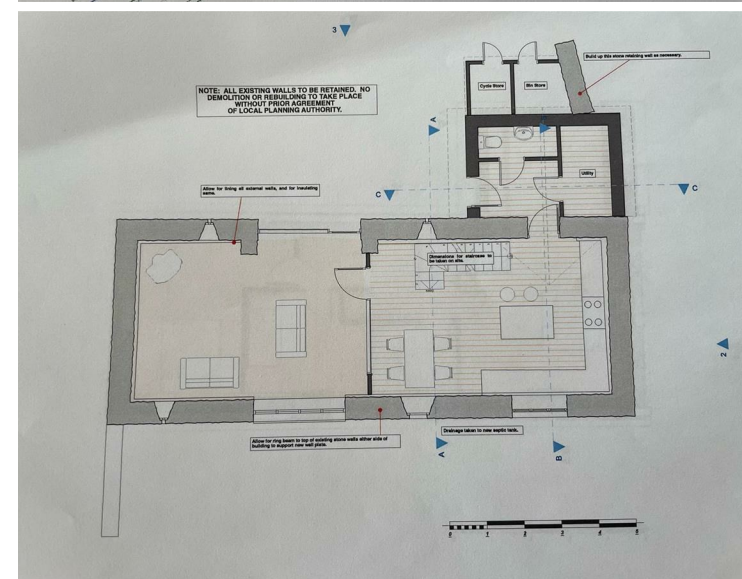 3
Build up this stone retaining wall as necessary.
Cycle Store
Bin Store
NOTE: ALL EXISTING WALLS TO BE RETAINED. NO
DEMOLITION OR REBUILDING TO TAKE PLACE
WITHOUT PRIOR AGREEMENT
OF LOCAL PLANNING AUTHORITY.
A
Utility
Allow for lining all external walls, and for insulating
same.
C
C
Dimensions for staircase to
be taken on site.
2
Allow for ring beam to top of existing stone walls either side of
building to support new wall plate.
Drainage taken to new septic tank.
A
B
0 1 2 3 4 5